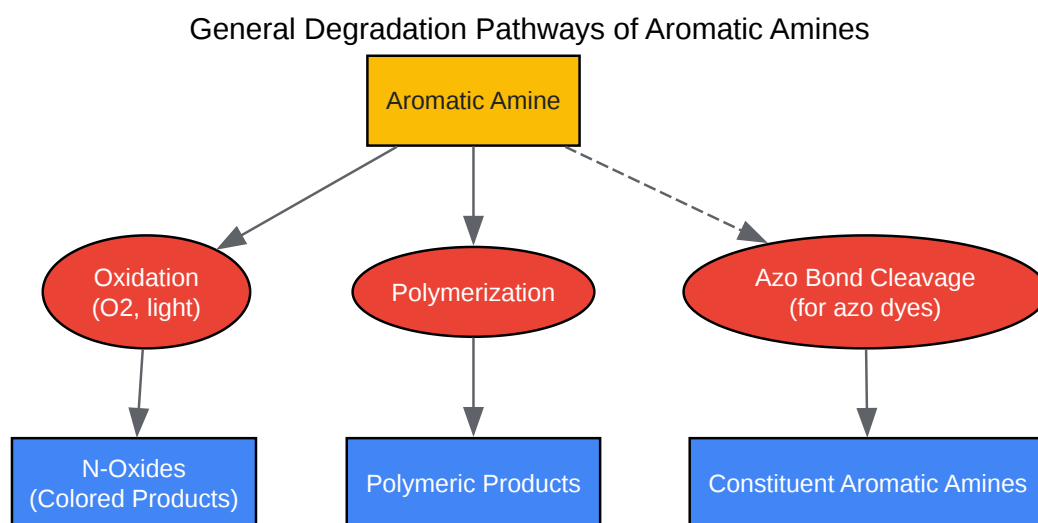 General Degradation Pathways of Aromatic Amines
Aromatic Amine
Oxidation
(O2, light)
Polymerization
Azo Bond Cleavage
(for azo dyes)
N-Oxides
(Colored Products)
Polymeric Products
Constituent Aromatic Amines